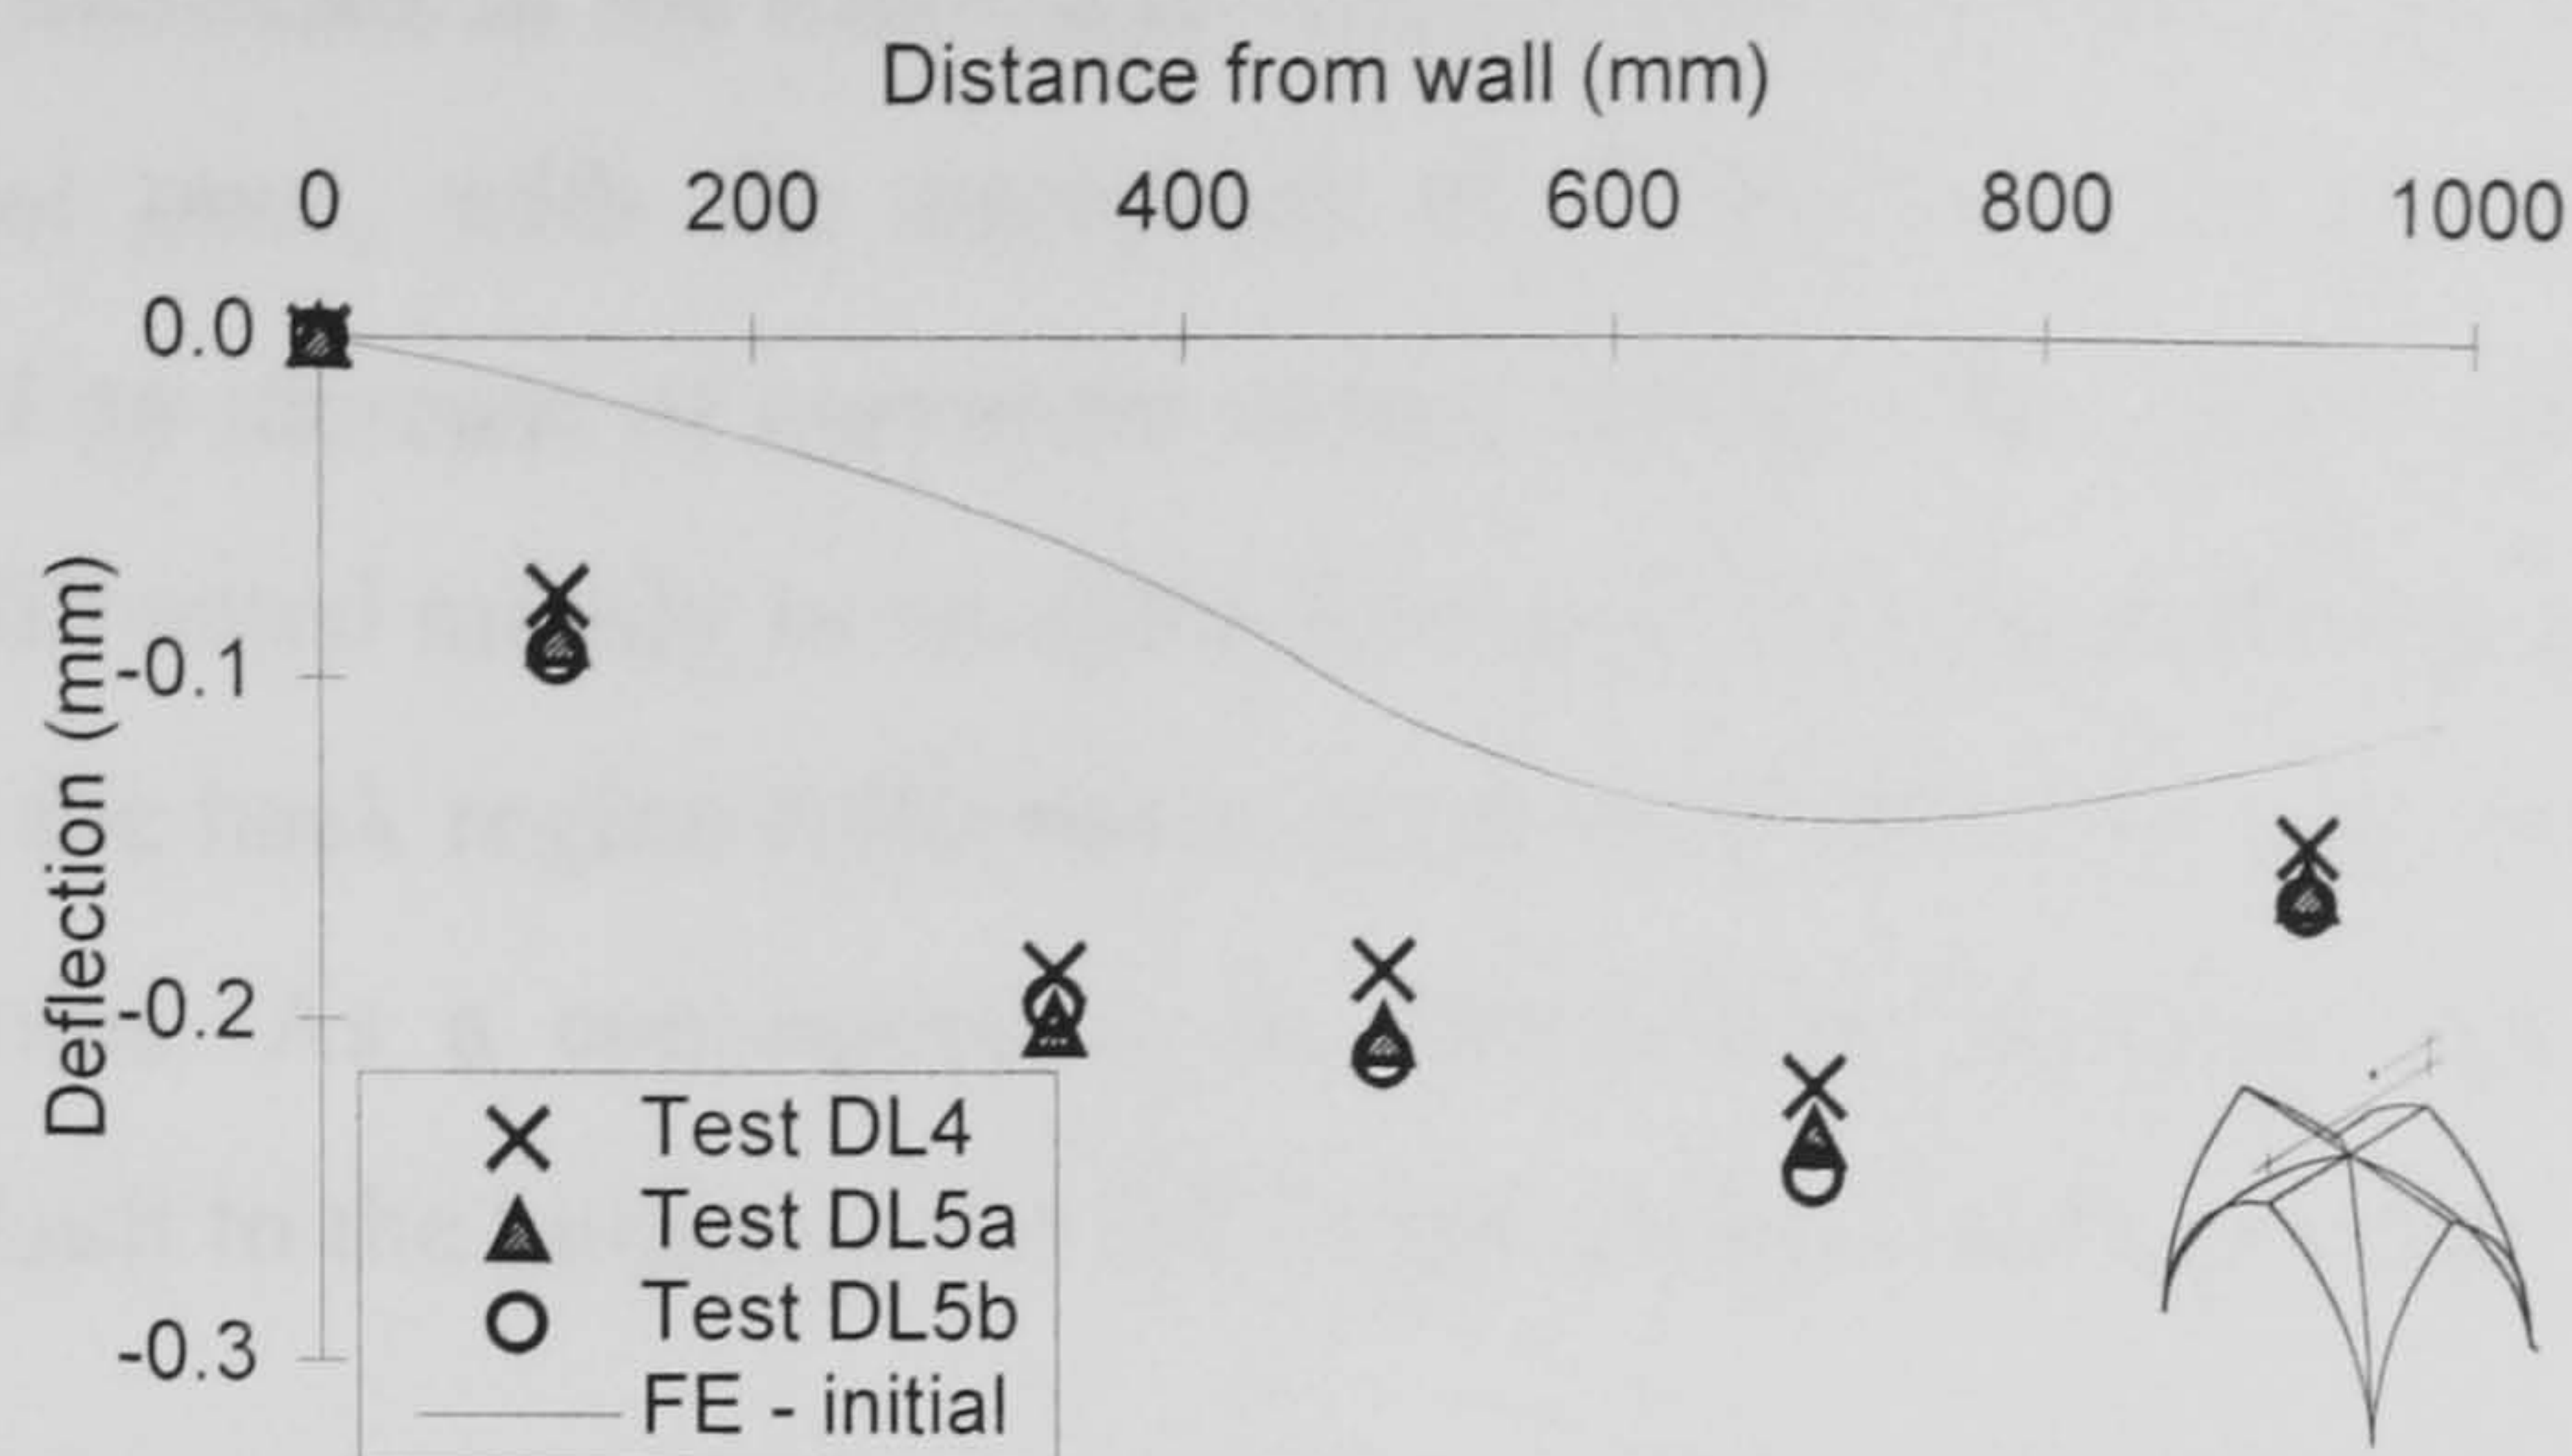 Distance from wall (mm)
0 200 400 600 800 1000
0.0
-0.1
-0.2
-0.3
Deflection (mm)
Test DL4
Test DL5a
Test DL5b
FE - initial